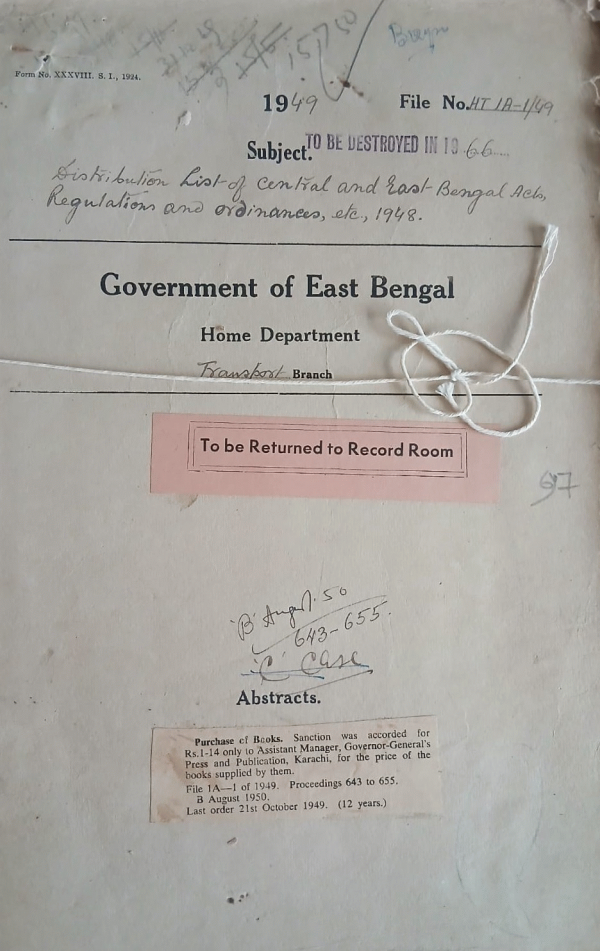 15/7/50
Form No. XXXVIII. S. I., 1924.
1949 File No. HT 1A-1/49
Subject. TO BE DESTROYED IN 19 66
Distribution List of Central and East Bengal Acts,
Regulations and ordinances, etc., 1948.
Government of East Bengal
Home Department
Transport Branch
To be Returned to Record Room
97
'B' August. 50
643-655.
'C' Case
Abstracts.
Purchase of Books. Sanction was accorded for
Rs.1-14 only to Assistant Manager, Governor-General's
Press and Publication, Karachi, for the price of the
books supplied by them.
File 1A—1 of 1949. Proceedings 643 to 655.
B August 1950.
Last order 21st October 1949. (12 years.)